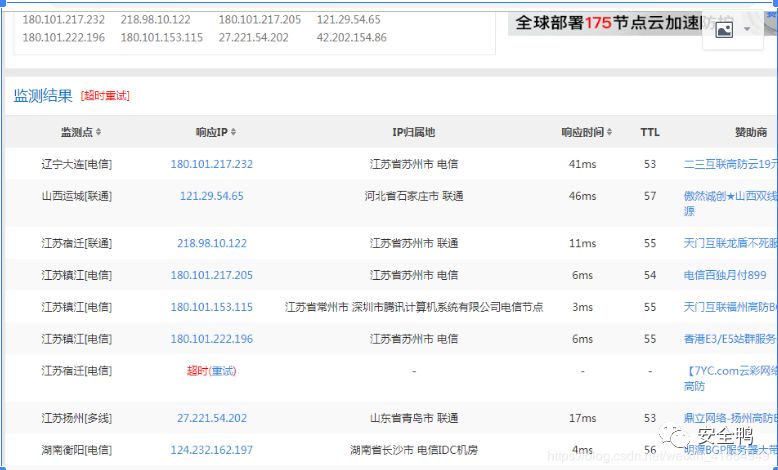 180.101.217.232 218.98.10.122 180.101.217.205 121.29.54.65
180.101.222.196 180.101.153.115 27.221.54.202 42.202.154.86
全球部署175节点云加速防护
监测结果 [超时重试]
监测点 响应IP IP归属地 响应时间 TTL 赞助商
辽宁大连[电信] 180.101.217.232 江苏省苏州市 电信 41ms 53 二三互联高防云19元
山西运城[联通] 121.29.54.65 河北省石家庄市 联通 46ms 57 傲然诚创★山西双线
源
江苏宿迁[联通] 218.98.10.122 江苏省苏州市 联通 11ms 55 天门互联龙盾不死服
江苏镇江[电信] 180.101.217.205 江苏省苏州市 电信 6ms 54 电信百独月付899
江苏镇江[电信] 180.101.153.115 江苏省常州市 深圳市腾讯计算机系统有限公司电信节点 3ms 55 天门互联福州高防B
江苏镇江[电信] 180.101.222.196 江苏省苏州市 电信 6ms 55 香港E3/E5站群服务
江苏宿迁[电信] 超时(重试) - - - 【7YC.com云彩网络
高防
江苏扬州[多线] 27.221.54.202 山东省青岛市 联通 17ms 53 鼎立网络-扬州高防
安全鸭
湖南衡阳[电信] 124.232.162.197 湖南省长沙市 电信IDC机房 4ms 56 明源BGP服务器大带